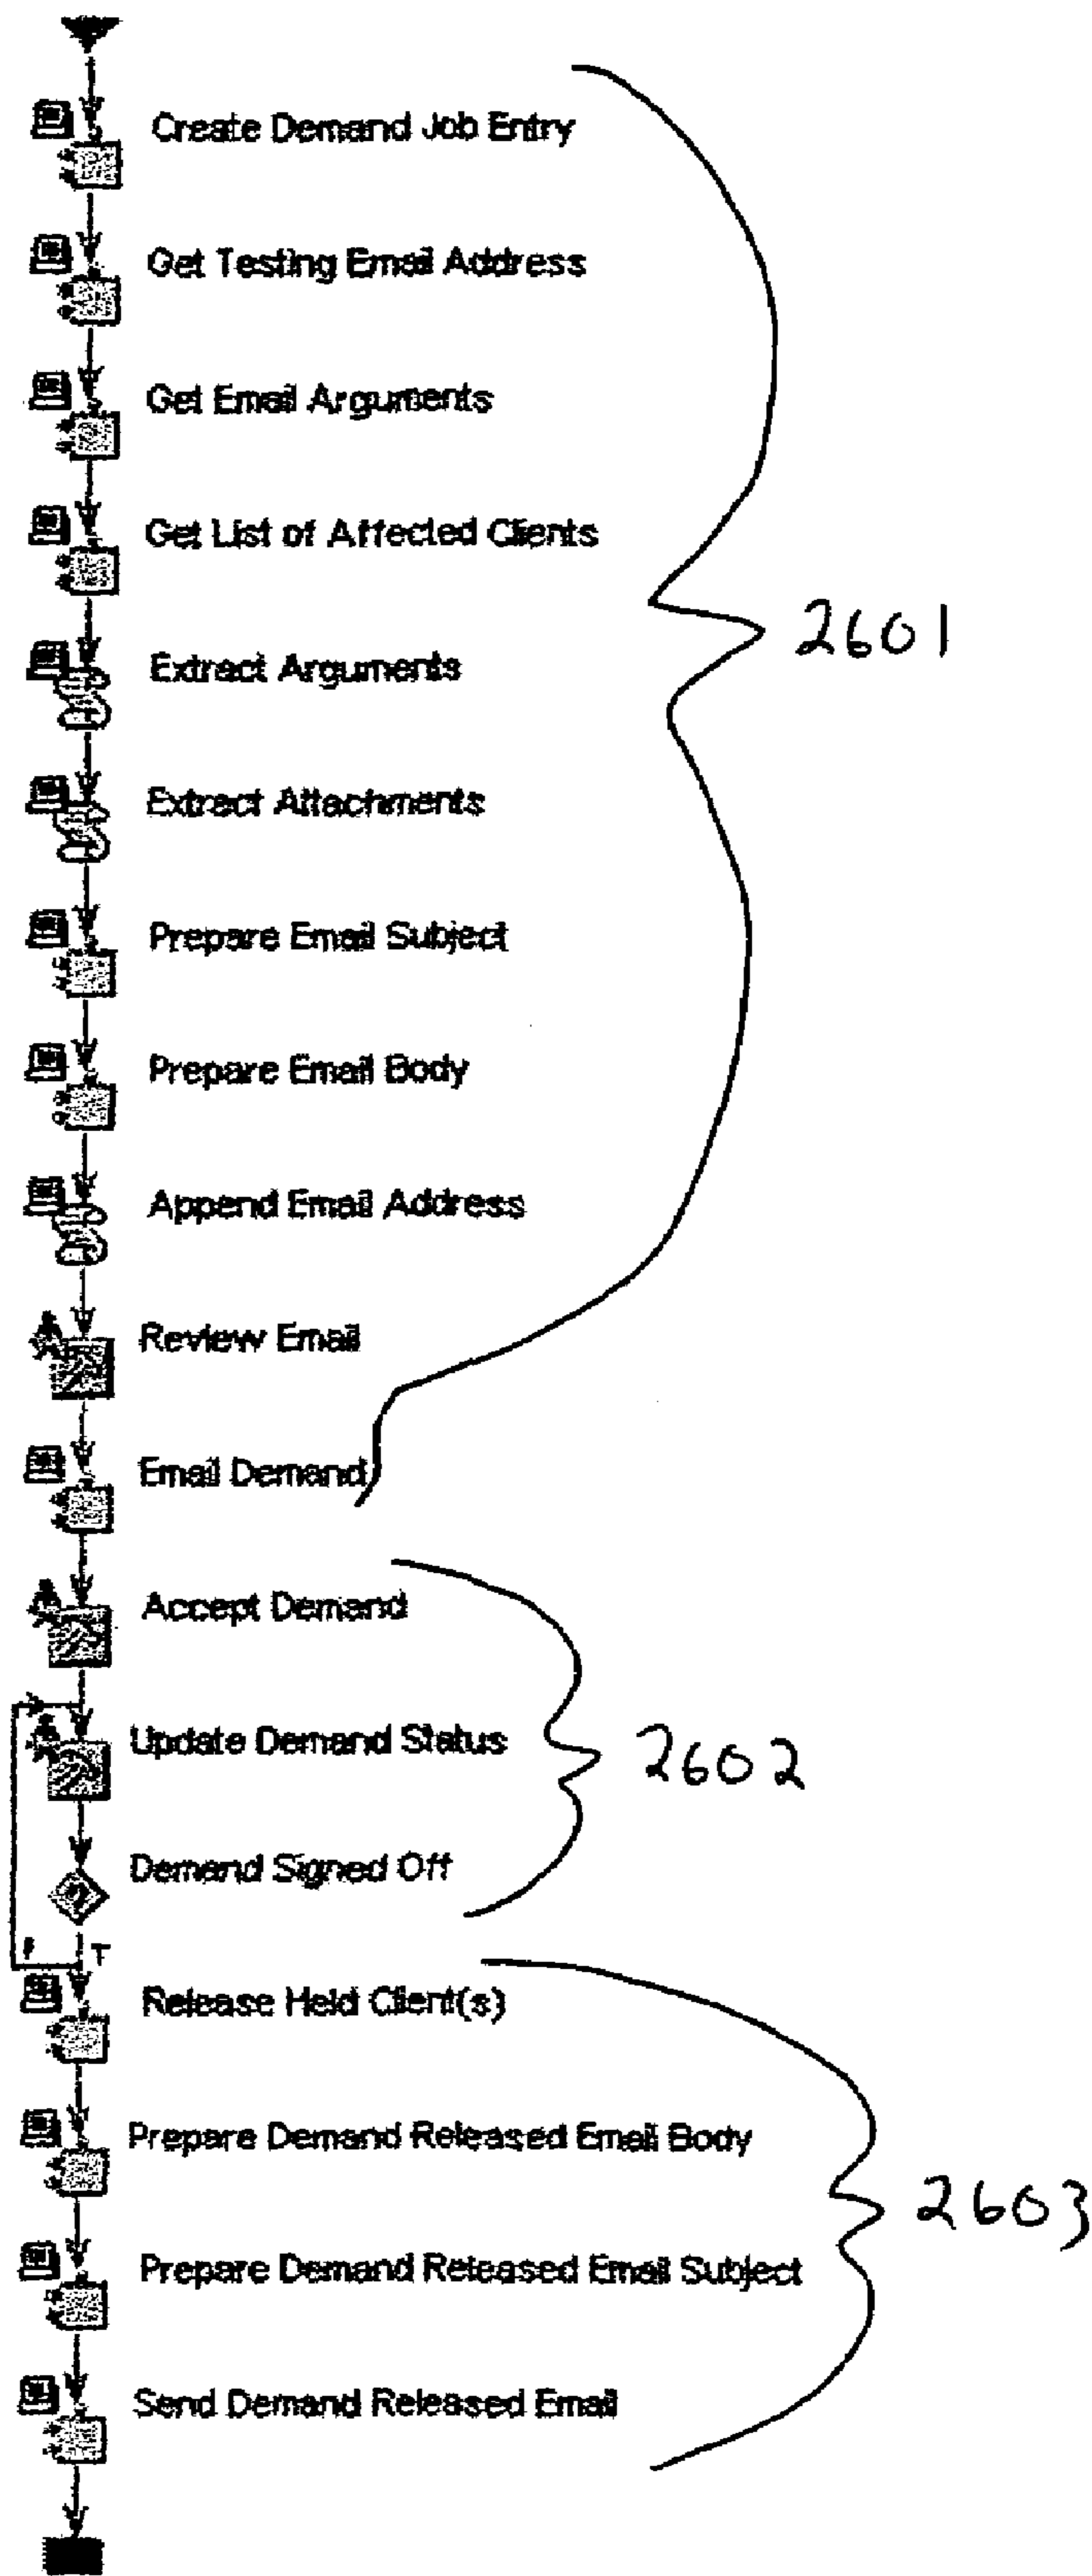 Create Demand Job Entry
Get Testing Email Address
Get Email Arguments
Get List of Affected Clients
2601
Extract Arguments
Extract Attachments
Prepare Email Subject
Prepare Email Body
Append Email Address
Review Email
Email Demand
Accept Demand
Update Demand Status
2602
Demand Signed Off
F T
Release Held Client(s)
Prepare Demand Released Email Body
2603
Prepare Demand Released Email Subject
Send Demand Released Email